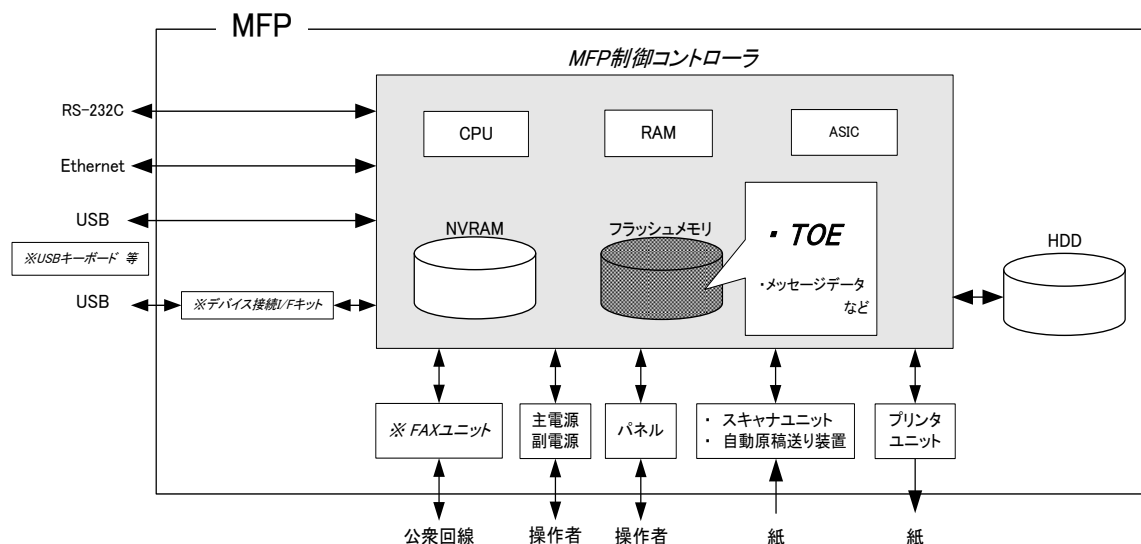 MFP
MFP制御コントローラ
RS-232C
CPU
RAM
ASIC
Ethernet
USB
NVRAM
フラッシュメモリ
・ TOE
HDD
※USBキーボード 等
・メッセージデータ
など
USB
※デバイス接続I/Fキット
※ FAXユニット
主電源
副電源
パネル
・ スキャナユニット
・ 自動原稿送り装置
プリンタ
ユニット
公衆回線
操作者
操作者
紙
紙